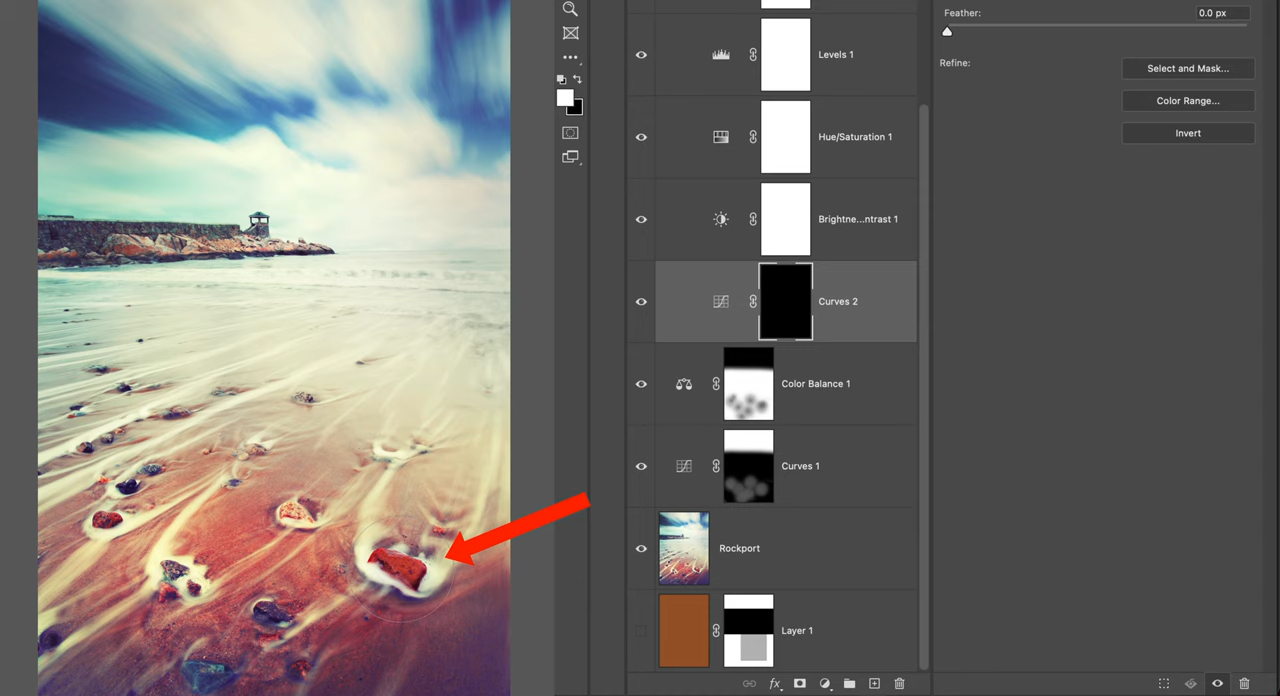 Feather:
0.0 px
Refine:
Select and Mask...
Color Range...
Invert
Levels 1
Hue/Saturation 1
Brightne...ntrast 1
Curves 2
Color Balance 1
Curves 1
Rockport
Layer 1
fx